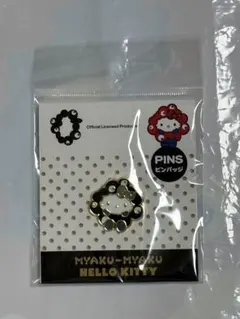 Official Licensed Product
PINS
ピンバッジ
MYAKU-MYAKU
HELLO KITTY